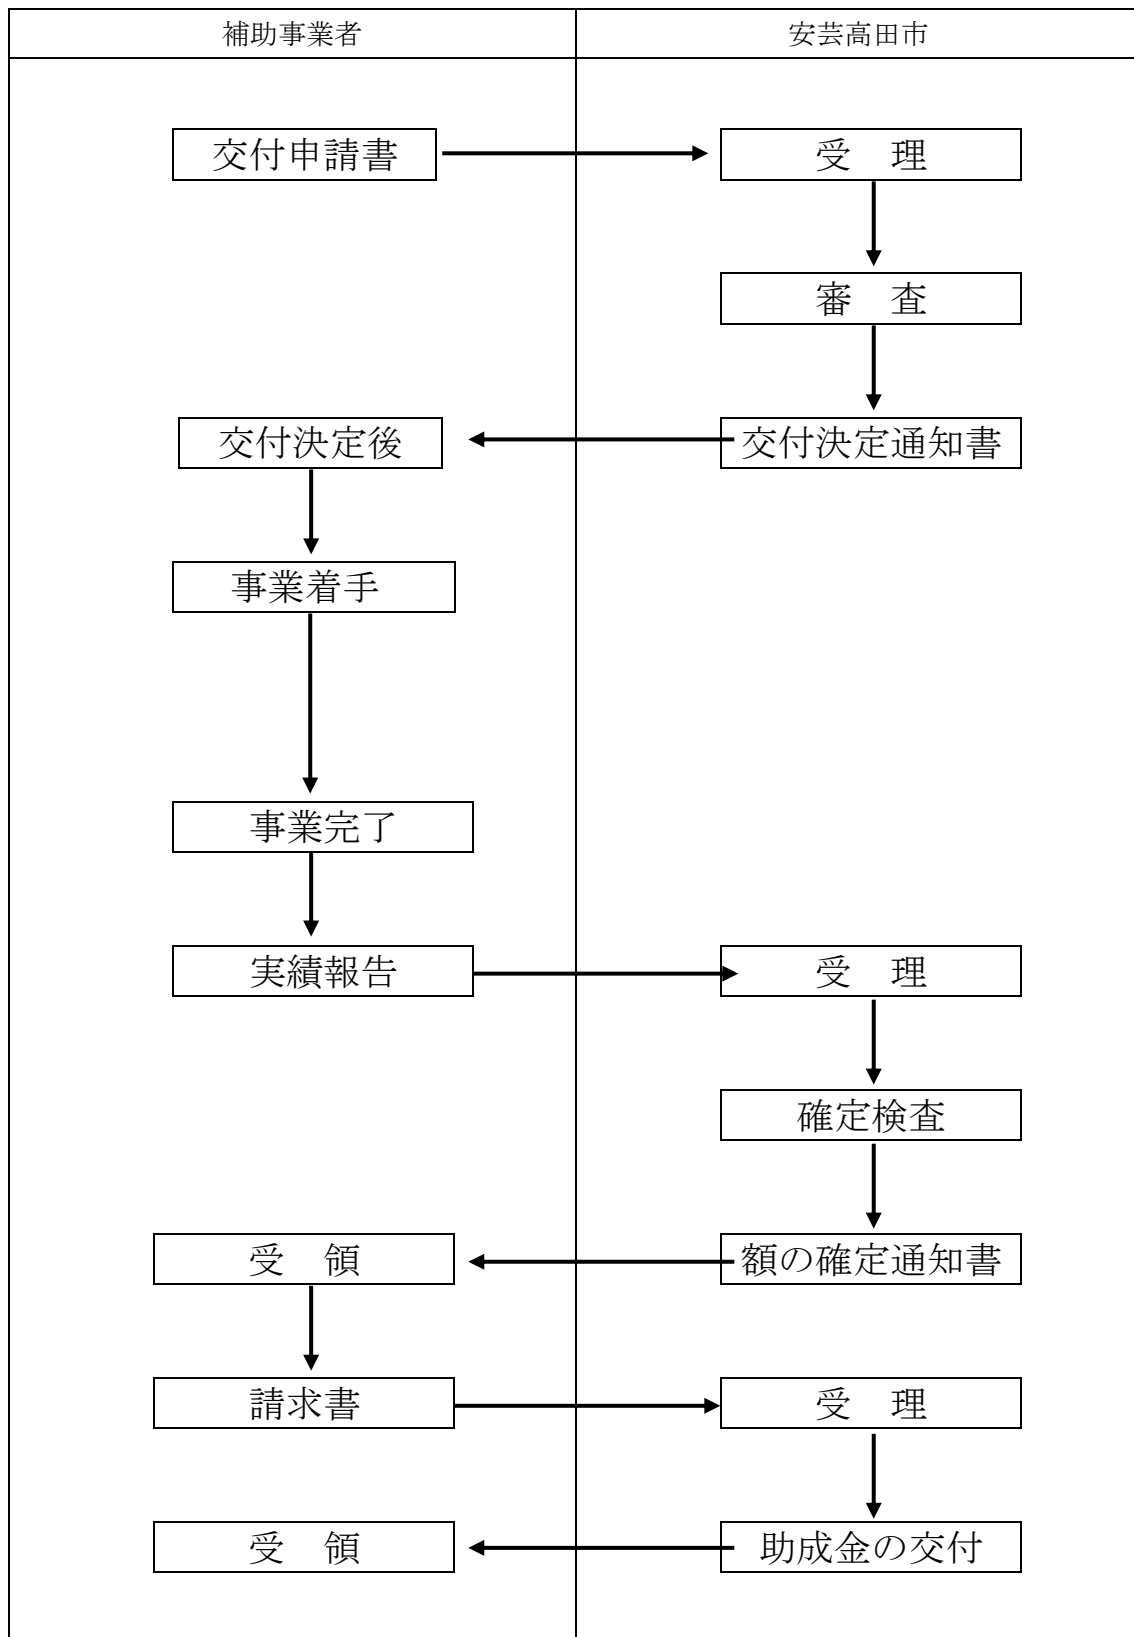 補助事業者
安芸高田市
交付申請書
受　理
審　査
交付決定後
交付決定通知書
事業着手
事業完了
実績報告
受　理
確定検査
受　領
額の確定通知書
請求書
受　理
受　領
助成金の交付